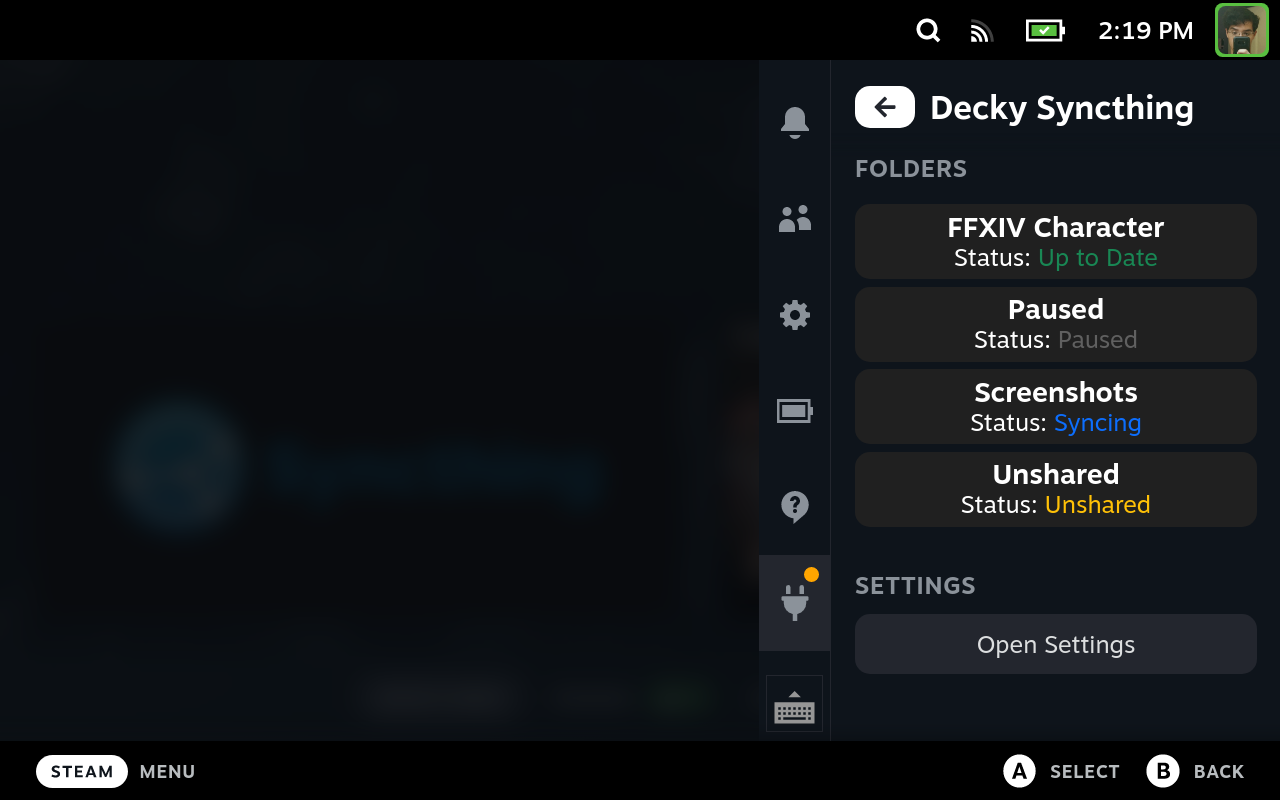 2:19 PM
Decky Syncthing
FOLDERS
FFXIV Character
Status: Up to Date
Paused
Status: Paused
Screenshots
Status: Syncing
Unshared
Status: Unshared
SETTINGS
Open Settings
STEAM MENU
A SELECT B BACK